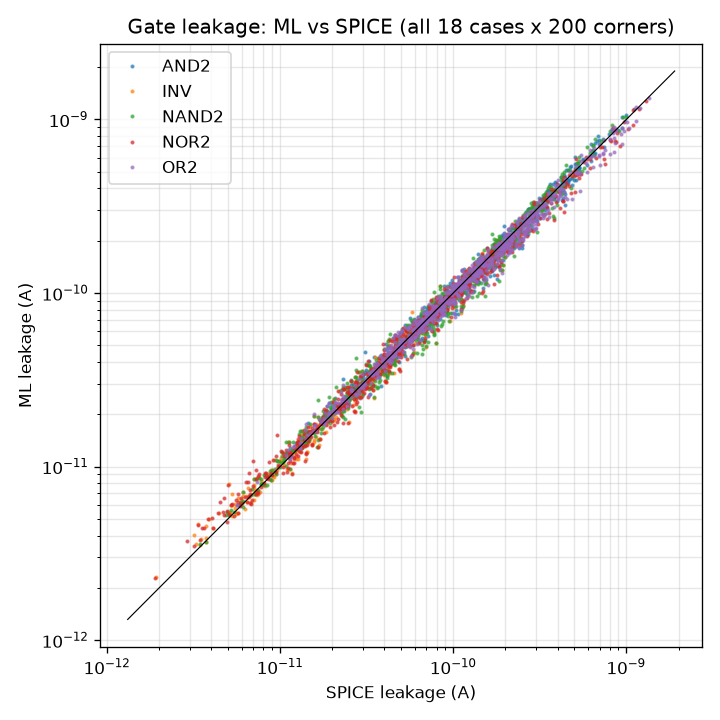 Gate leakage: ML vs SPICE (all 18 cases x 200 corners)
AND2
INV
NAND2
NOR2
OR2
ML leakage (A)
10⁻⁹
10⁻¹⁰
10⁻¹¹
10⁻¹²
10⁻¹² 10⁻¹¹ 10⁻¹⁰ 10⁻⁹
SPICE leakage (A)